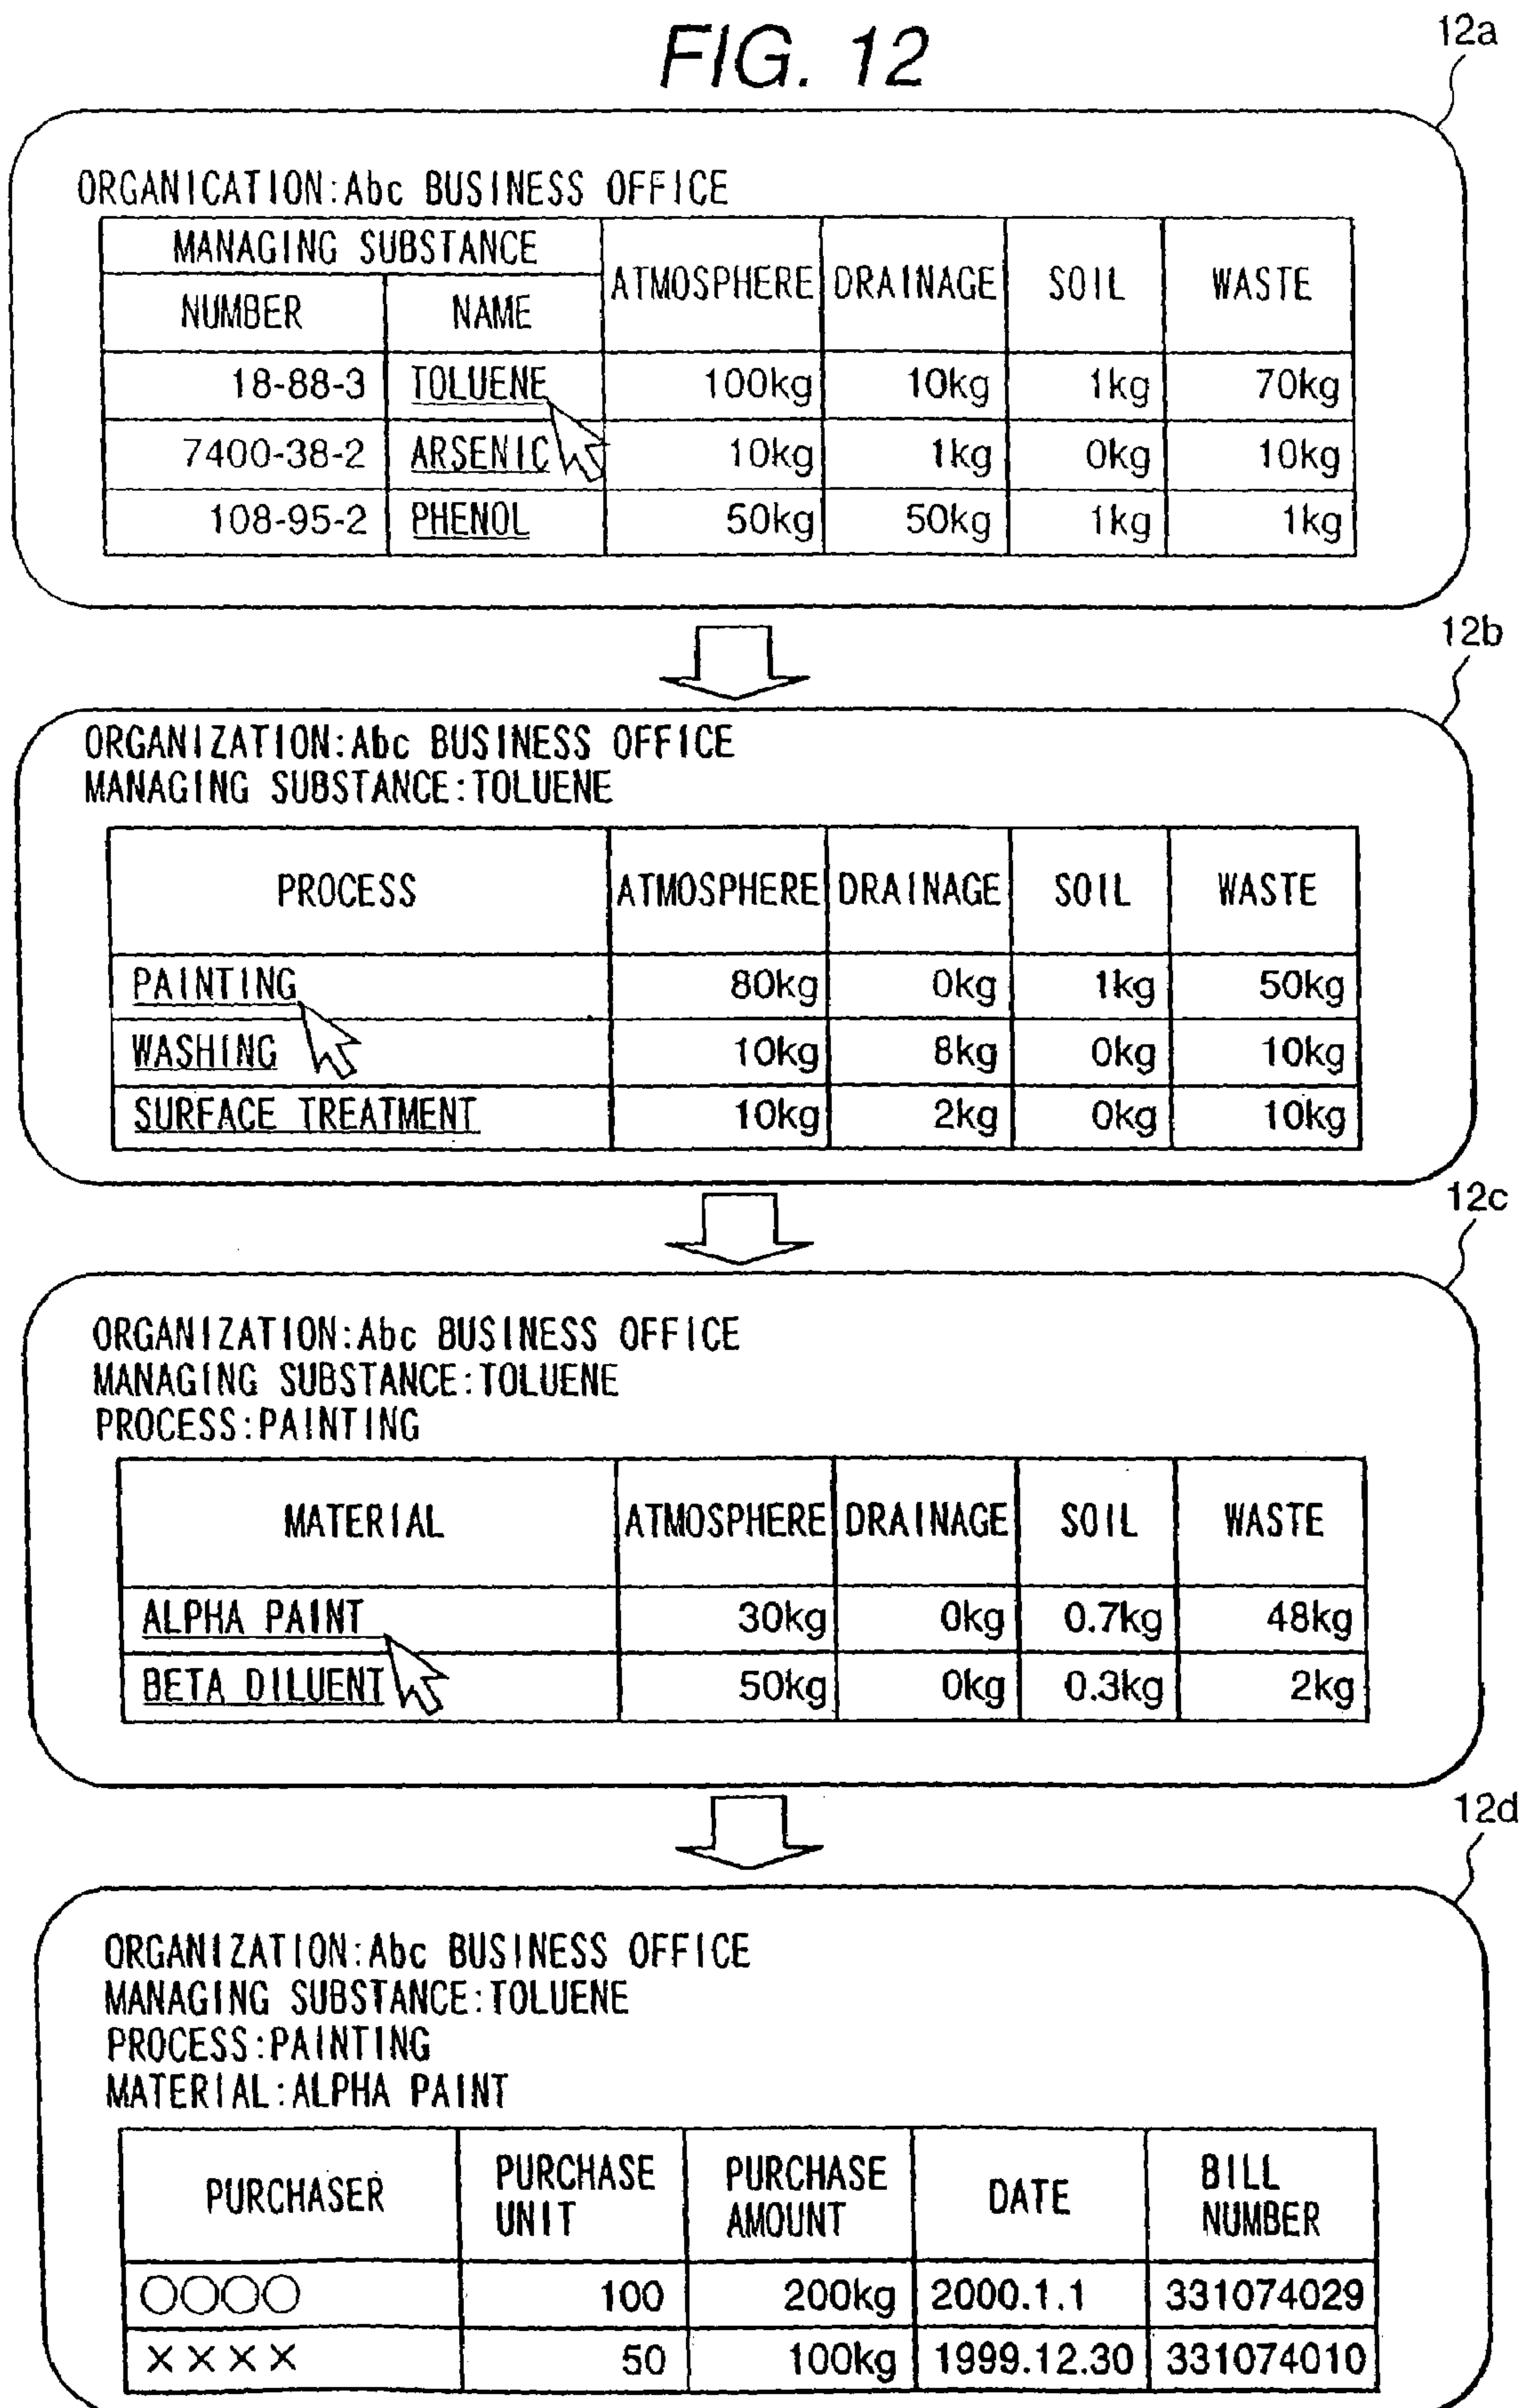 FIG. 12
12a
ORGANICATION:Abc BUSINESS OFFICE
MANAGING SUBSTANCE
ATMOSPHERE DRAINAGE SOIL WASTE
NUMBER NAME
18-88-3 TOLUENE 100kg 10kg 1kg 70kg
7400-38-2 ARSENIC 10kg 1kg 0kg 10kg
108-95-2 PHENOL 50kg 50kg 1kg 1kg
12b
ORGANIZATION:Abc BUSINESS OFFICE
MANAGING SUBSTANCE:TOLUENE
PROCESS ATMOSPHERE DRAINAGE SOIL WASTE
PAINTING 80kg 0kg 1kg 50kg
WASHING 10kg 8kg 0kg 10kg
SURFACE TREATMENT 10kg 2kg 0kg 10kg
12c
ORGANIZATION:Abc BUSINESS OFFICE
MANAGING SUBSTANCE:TOLUENE
PROCESS:PAINTING
MATERIAL ATMOSPHERE DRAINAGE SOIL WASTE
ALPHA PAINT 30kg 0kg 0.7kg 48kg
BETA DILUENT 50kg 0kg 0.3kg 2kg
12d
ORGANIZATION:Abc BUSINESS OFFICE
MANAGING SUBSTANCE:TOLUENE
PROCESS:PAINTING
MATERIAL:ALPHA PAINT
PURCHASER PURCHASE UNIT PURCHASE AMOUNT DATE BILL NUMBER
○○○○ 100 200kg 2000.1.1 331074029
×××× 50 100kg 1999.12.30 331074010